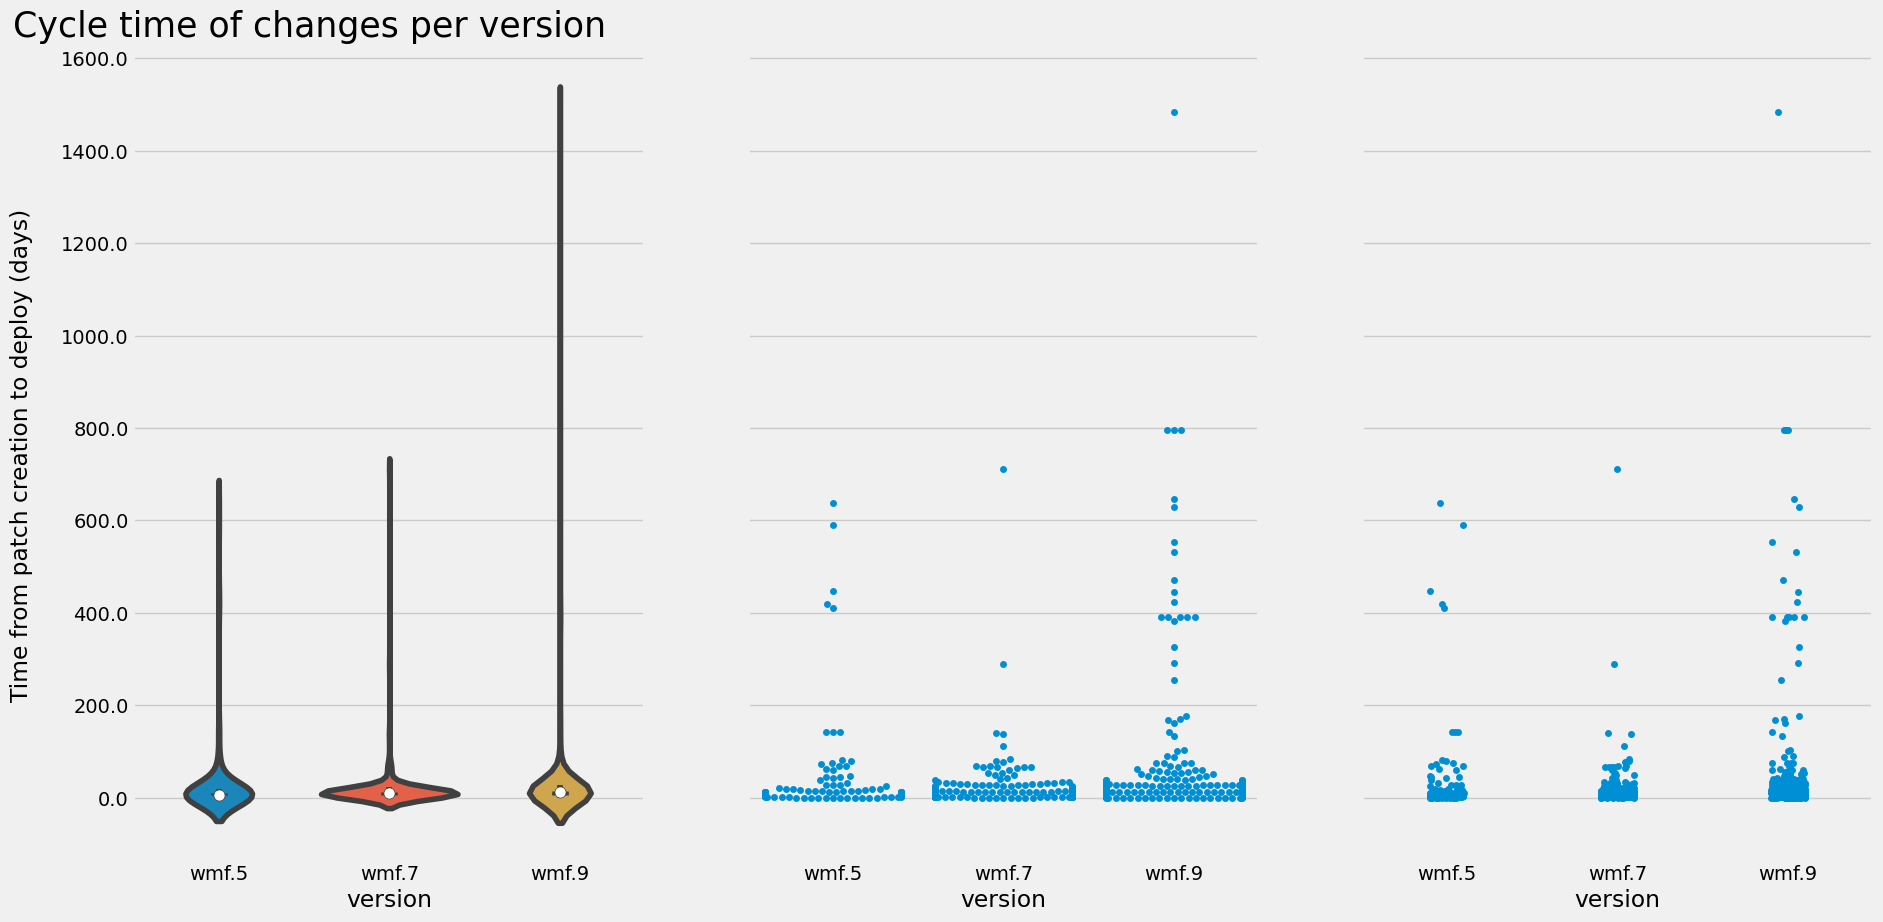 Cycle time of changes per version
Time from patch creation to deploy (days)
1600.0
1400.0
1200.0
1000.0
800.0
600.0
400.0
200.0
0.0
wmf.5 wmf.7 wmf.9
version
wmf.5 wmf.7 wmf.9
version
wmf.5 wmf.7 wmf.9
version